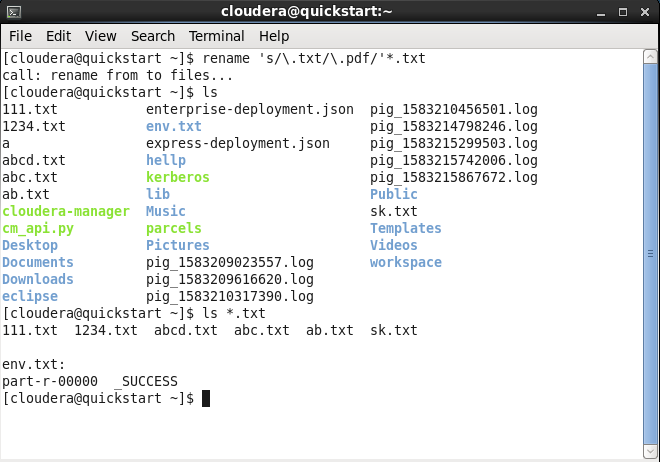 cloudera@quickstart:~
File Edit View Search Terminal Help
[cloudera@quickstart ~]$ rename 's/\.txt/\.pdf/'*.txt
call: rename from to files...
[cloudera@quickstart ~]$ ls
111.txt enterprise-deployment.json pig_1583210456501.log
1234.txt env.txt pig_1583214798246.log
a express-deployment.json pig_1583215299503.log
abcd.txt hellp pig_1583215742006.log
abc.txt kerberos pig_1583215867672.log
ab.txt lib Public
cloudera-manager Music sk.txt
cm_api.py parcels Templates
Desktop Pictures Videos
Documents pig_1583209023557.log workspace
Downloads pig_1583209616620.log
eclipse pig_1583210317390.log
[cloudera@quickstart ~]$ ls *.txt
111.txt 1234.txt abcd.txt abc.txt ab.txt sk.txt
env.txt:
part-r-00000 _SUCCESS
[cloudera@quickstart ~]$